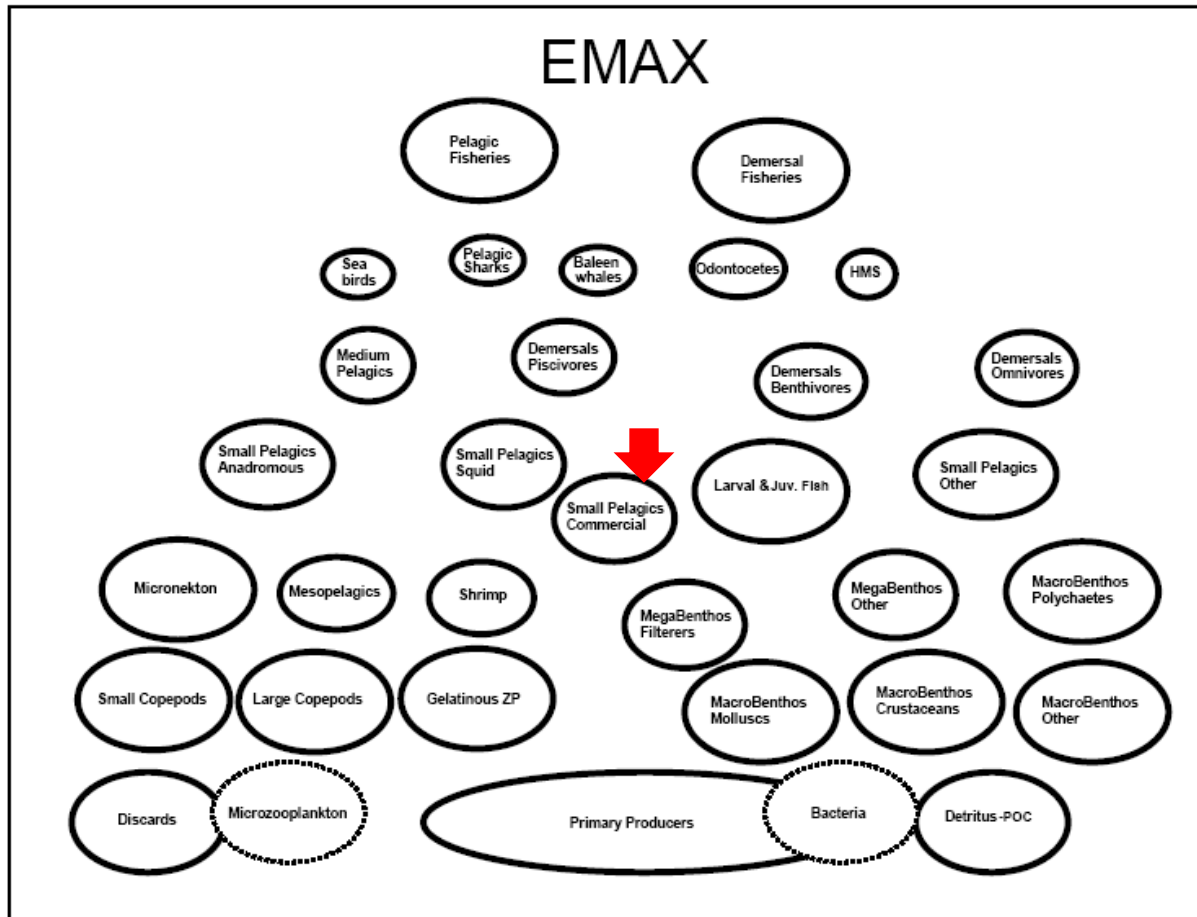 EMAX
Pelagic
Fisheries
Demersal
Fisheries
Sea
birds
Pelagic
Sharks
Baleen
whales
Odontocetes
HMS
Medium
Pelagics
Demersals
Piscivores
Demersals
Benthivores
Demersals
Omnivores
Small Pelagics
Anadromous
Small Pelagics
Squid
Small Pelagics
Commercial
Larval & Juv. Fish
Small Pelagics
Other
Micronekton
Mesopelagics
Shrimp
MegaBenthos
Filterers
MegaBenthos
Other
MacroBenthos
Polychaetes
Small Copepods
Large Copepods
Gelatinous ZP
MacroBenthos
Molluscs
MacroBenthos
Crustaceans
MacroBenthos
Other
Discards
Microzooplankton
Primary Producers
Bacteria
Detritus-POC